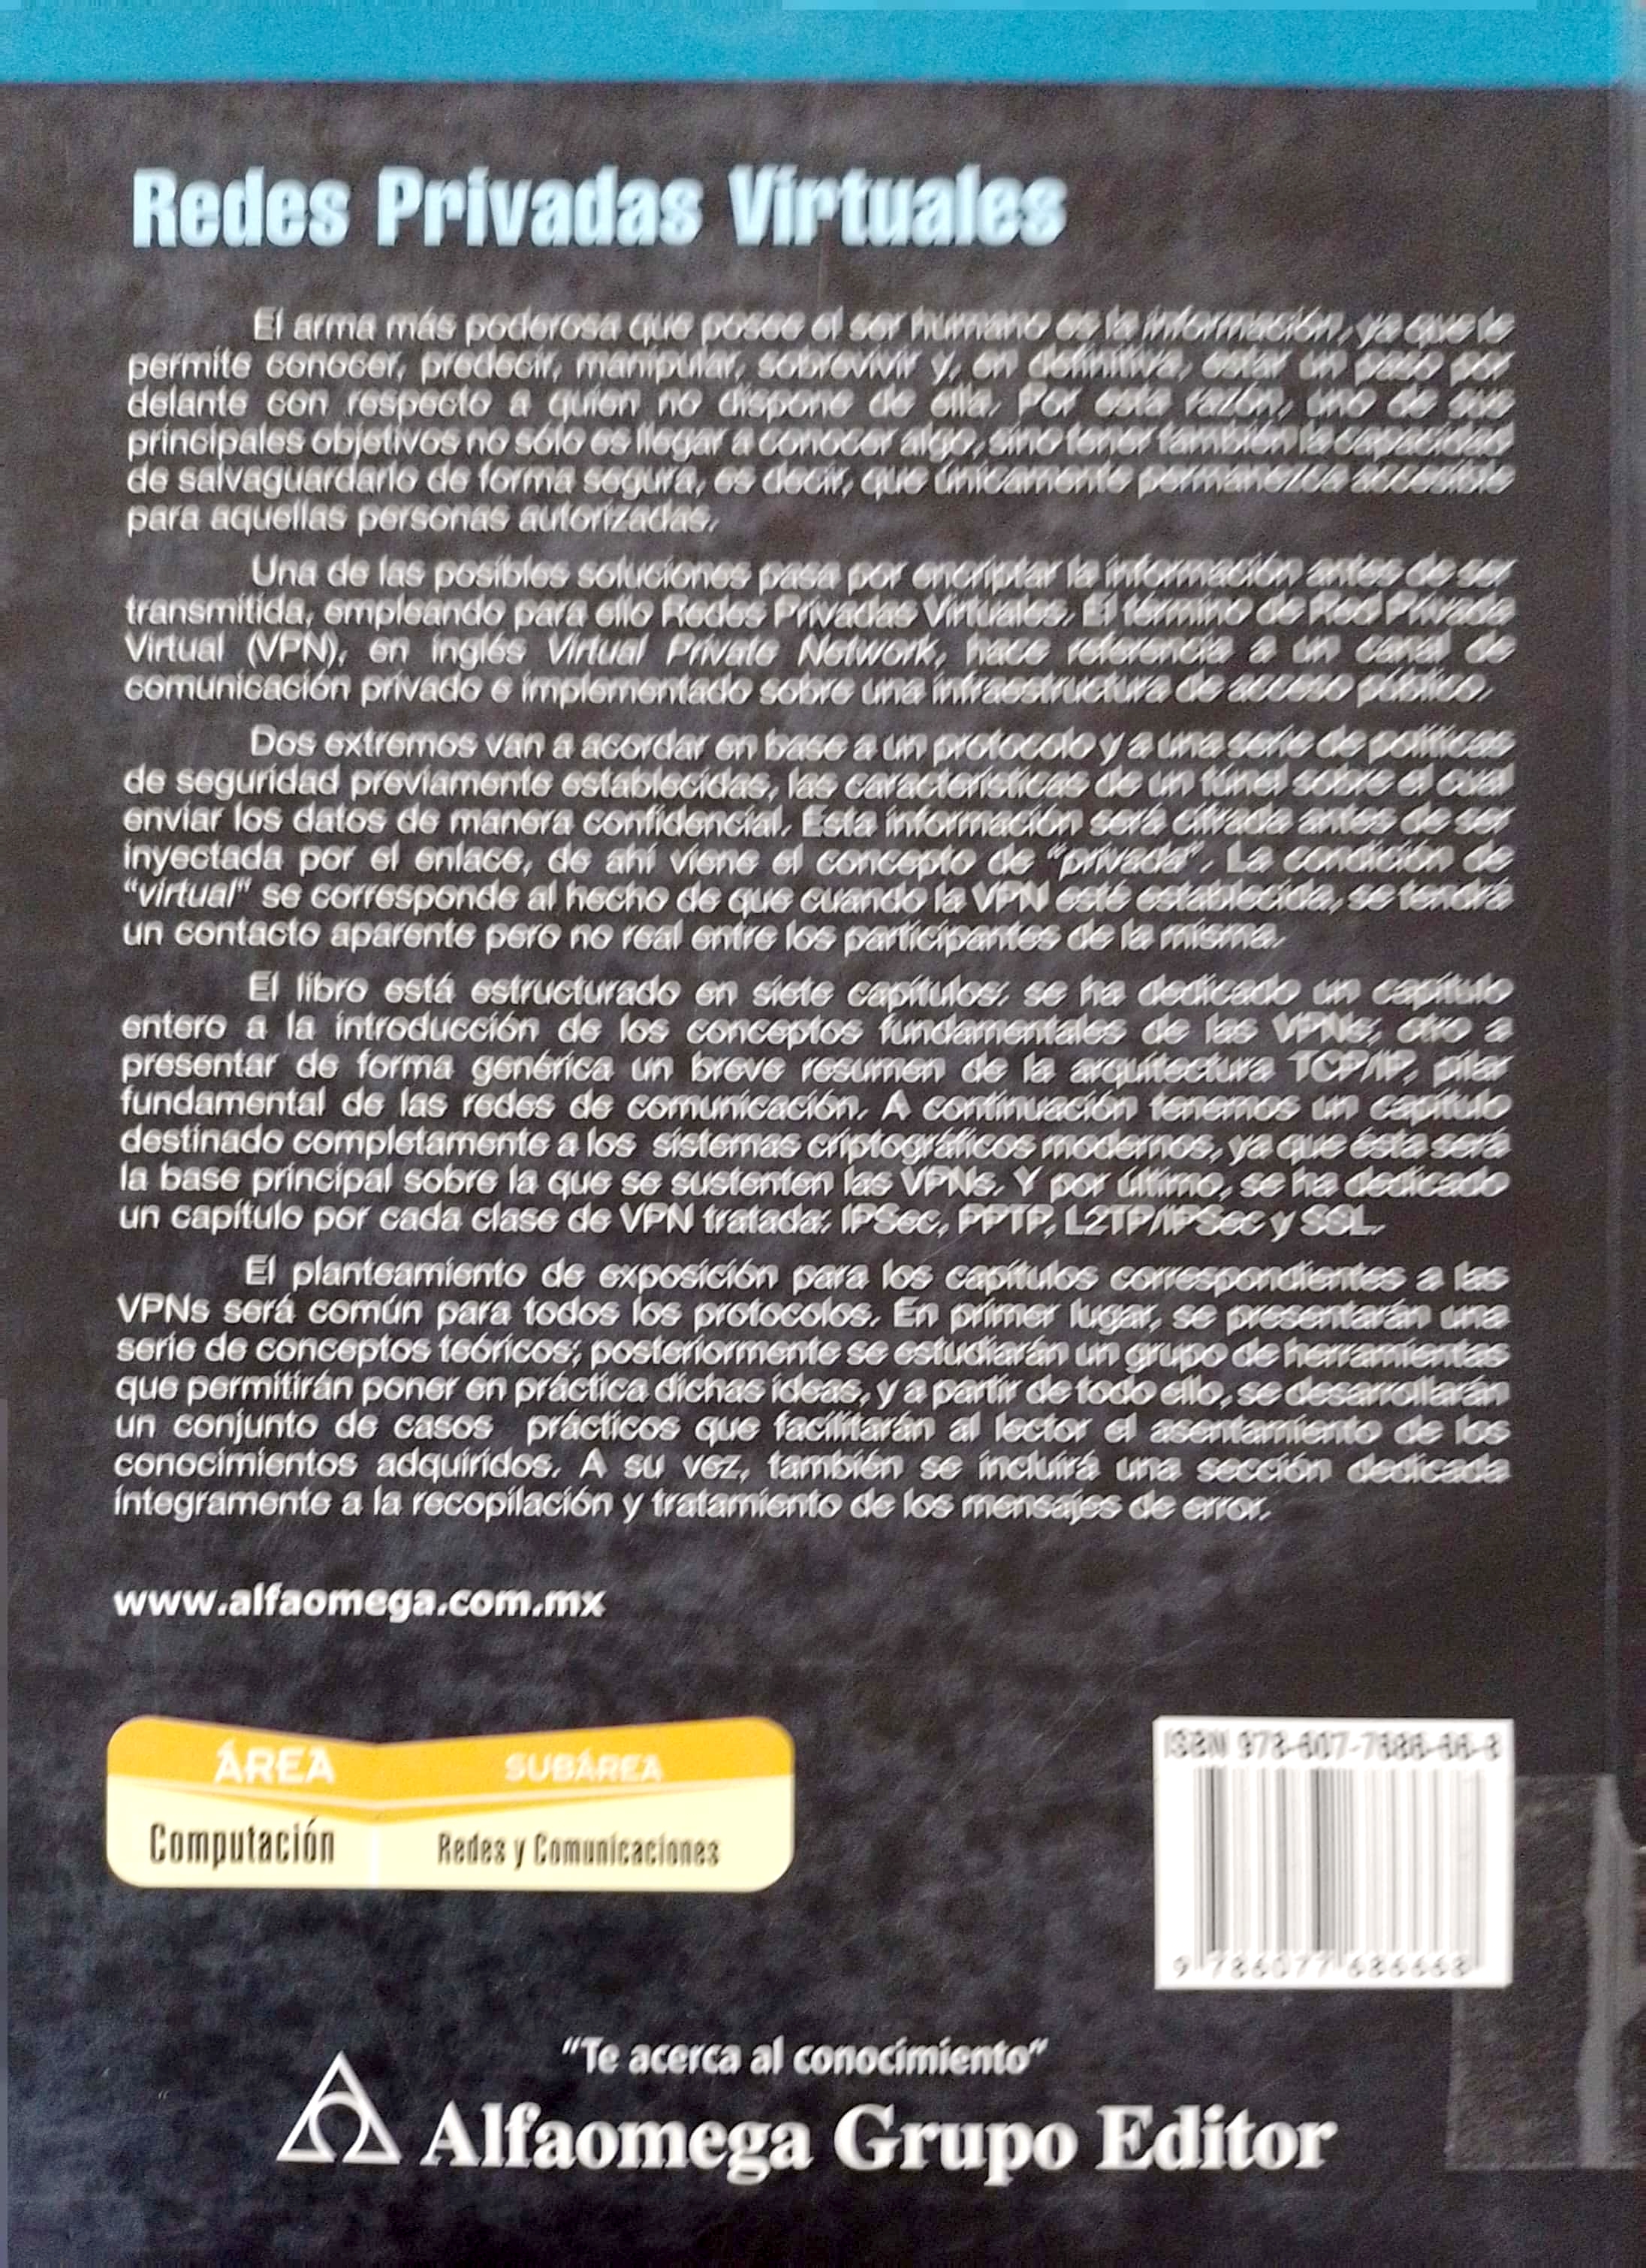 Redes Privadas Virtuales
El arma más poderosa que posee el ser humano es la información, ya que le
permite conocer, predecir, manipular, sobrevivir y, en definitiva, estar un paso por
delante con respecto a quien no dispone de ella. Por esta razón, uno de sus
principales objetivos no sólo es llegar a conocer algo, sino tener también la capacidad
de salvaguardarlo de forma segura, es decir, que únicamente permanezca accesible
para aquellas personas autorizadas.
Una de las posibles soluciones pasa por encriptar la información antes de ser
transmitida, empleando para ello Redes Privadas Virtuales. El término de Red Privada
Virtual (VPN), en inglés Virtual Private Network, hace referencia a un canal de
comunicación privado e implementado sobre una infraestructura de acceso público.
Dos extremos van a acordar en base a un protocolo y a una serie de políticas
de seguridad previamente establecidas, las características de un túnel sobre el cual
enviar los datos de manera confidencial. Esta información será cifrada antes de ser
inyectada por el enlace, de ahí viene el concepto de "privada". La condición de
"virtual" se corresponde al hecho de que cuando la VPN esté establecida, se tendrá
un contacto aparente pero no real entre los participantes de la misma.
El libro está estructurado en siete capítulos: se ha dedicado un capítulo
entero a la introducción de los conceptos fundamentales de las VPNs; otro a
presentar de forma genérica un breve resumen de la arquitectura TCP/IP, pilar
fundamental de las redes de comunicación. A continuación tenemos un capítulo
destinado completamente a los sistemas criptográficos modernos, ya que ésta será
la base principal sobre la que se sustenten las VPNs. Y por último, se ha dedicado
un capítulo por cada clase de VPN tratada: IPSec, PPTP, L2TP/IPSec y SSL.
El planteamiento de exposición para los capítulos correspondientes a las
VPNs será común para todos los protocolos. En primer lugar, se presentarán una
serie de conceptos teóricos; posteriormente se estudiarán un grupo de herramientas
que permitirán poner en práctica dichas ideas, y a partir de todo ello, se desarrollarán
un conjunto de casos prácticos que facilitarán al lector el asentamiento de los
conocimientos adquiridos. A su vez, también se incluirá una sección dedicada
íntegramente a la recopilación y tratamiento de los mensajes de error.
www.alfaomega.com.mx
ÁREA SUBÁREA
Computación Redes y Comunicaciones
ISBN
"Te acerca al conocimiento"
Alfaomega Grupo Editor